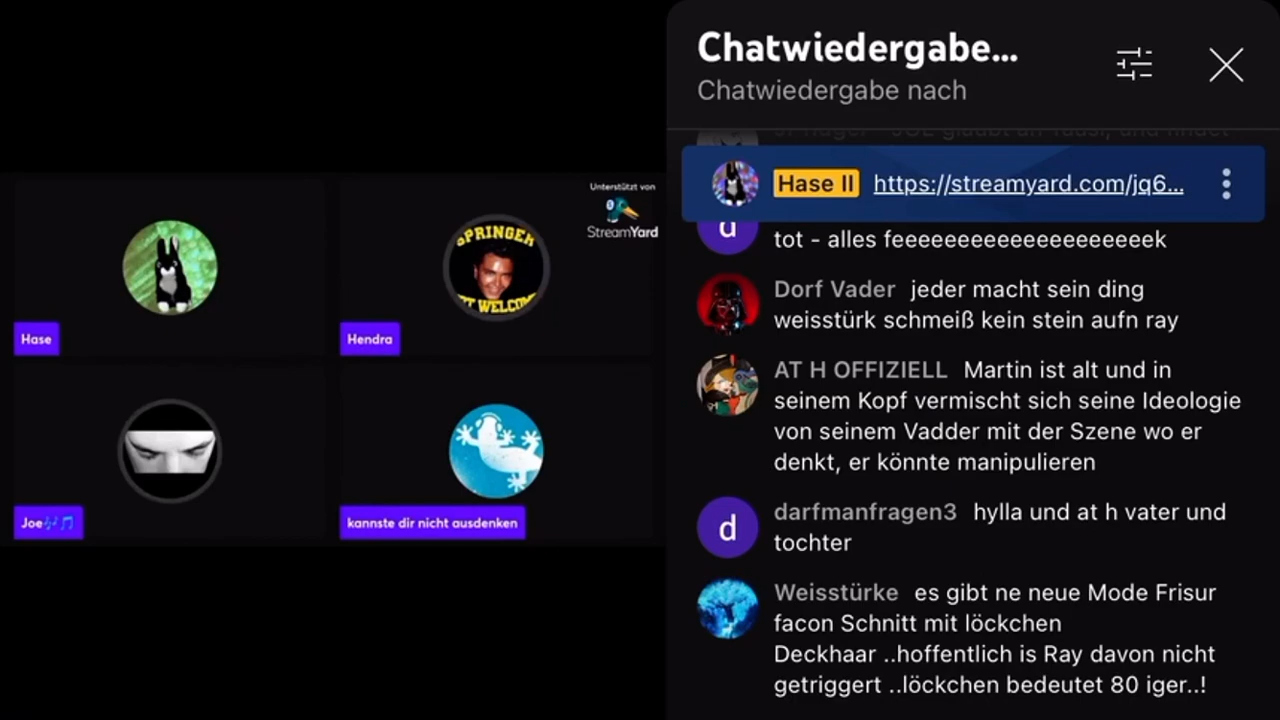 Chatwiedergabe...
Chatwiedergabe nach
Hase II https://streamyard.com/jq6...
tot - alles feeeeeeeeeeeeeeeeeeek
Dorf Vader jeder macht sein ding
weisstürk schmeiß kein stein aufn ray
AT H OFFIZIELL Martin ist alt und in
seinem Kopf vermischt sich seine Ideologie
von seinem Vadder mit der Szene wo er
denkt, er könnte manipulieren
d
darfmanfragen3 hylla und at h vater und
tochter
Weisstürke es gibt ne neue Mode Frisur
facon Schnitt mit löckchen
Deckhaar ..hoffentlich is Ray davon nicht
getriggert ..löckchen bedeutet 80 iger..!
Unterstützt von
StreamYard
SPRINGER
NOT WELCOME
Hase
Hendra
Joe🎶🎵
kannste dir nicht ausdenken